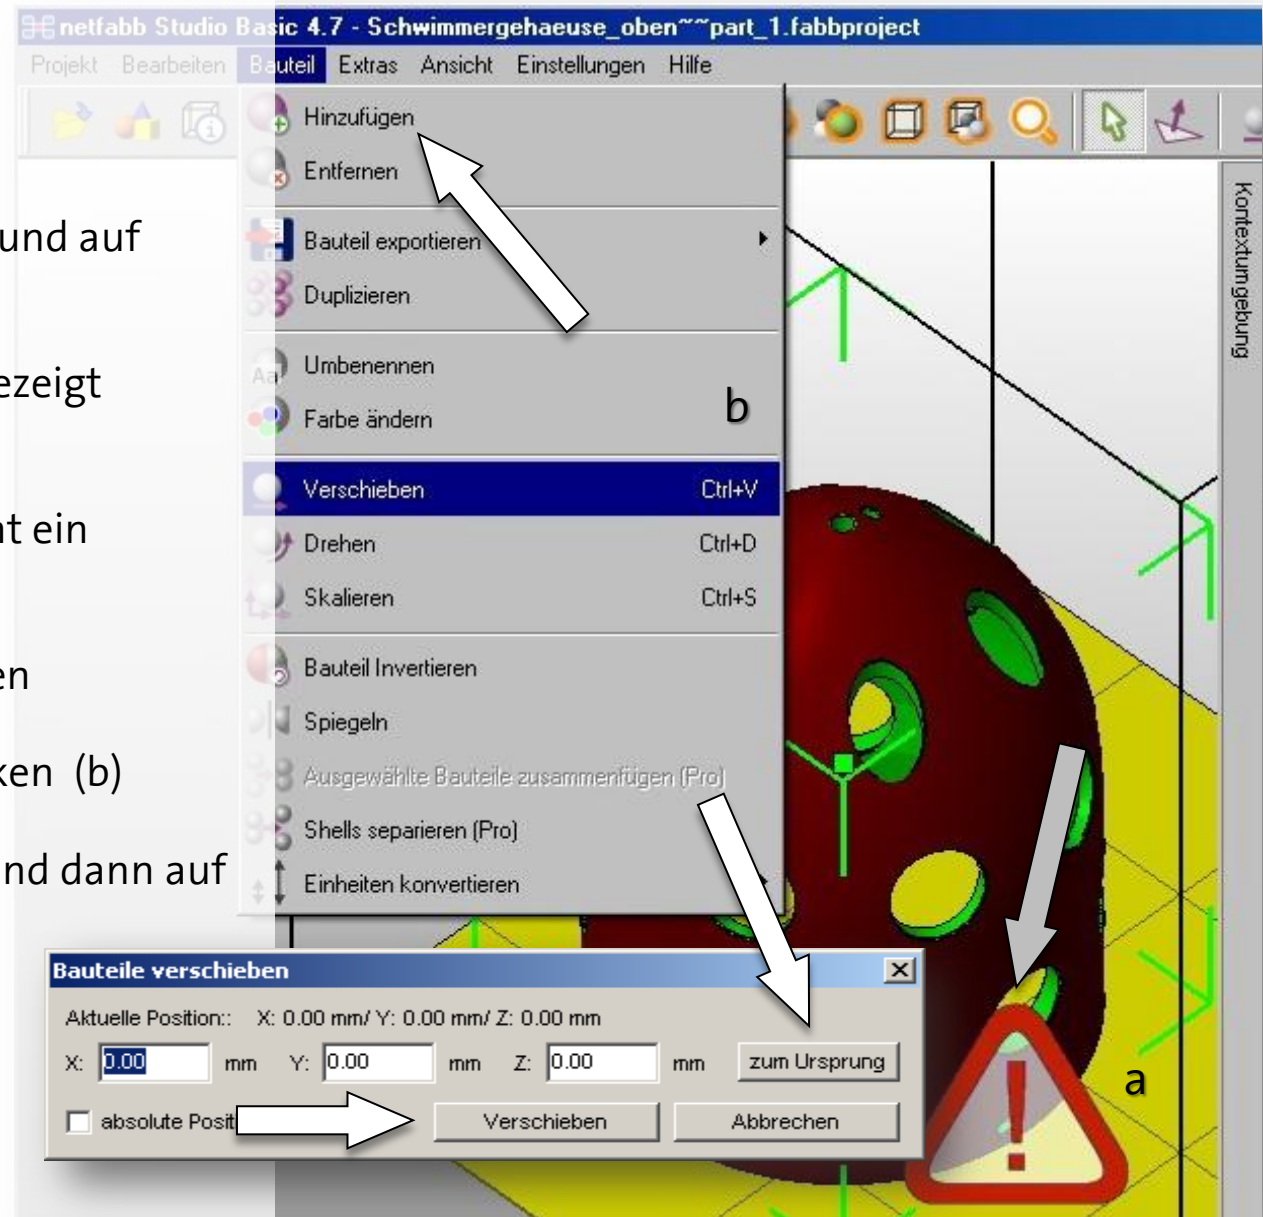 netfabb Studio Basic 4.7 - Schwimmergehaeuse_oben~~part_1.fabbproject
Projekt Bearbeiten Bauteil Extras Ansicht Einstellungen Hilfe
Hinzufügen
Entfernen
Bauteil exportieren
Duplizieren
Aa
Umbenennen
Farbe ändern
Verschieben Ctrl+V
Drehen Ctrl+D
Skalieren Ctrl+S
Bauteil Invertieren
Spiegeln
Ausgewählte Bauteile zusammenfügen (Pro)
Shells separieren (Pro)
Einheiten konvertieren
b
Kontextumgebung
und auf
ezeigt
nt ein
en
ken (b)
nd dann auf
Bauteile verschieben
Aktuelle Position:: X: 0.00 mm/ Y: 0.00 mm/ Z: 0.00 mm
X: 0.00 mm Y: 0.00 mm Z: 0.00 mm zum Ursprung
absolute Posit Verschieben Abbrechen
a
!